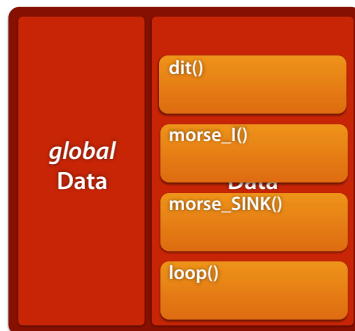 global
Data
dit()
morse_I()
Data
morse_SINK()
loop()